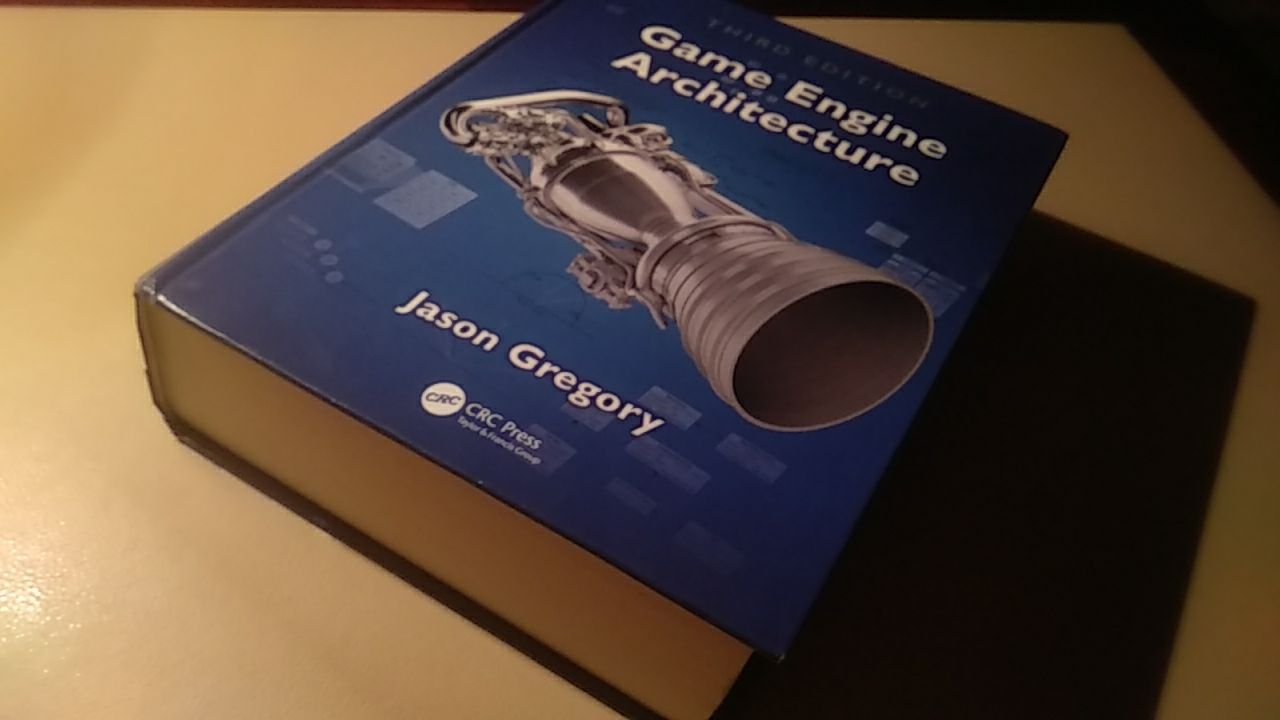 THIRD EDITION
Game Engine
Architecture
Jason Gregory
CRC
CRC Press
Taylor & Francis Group